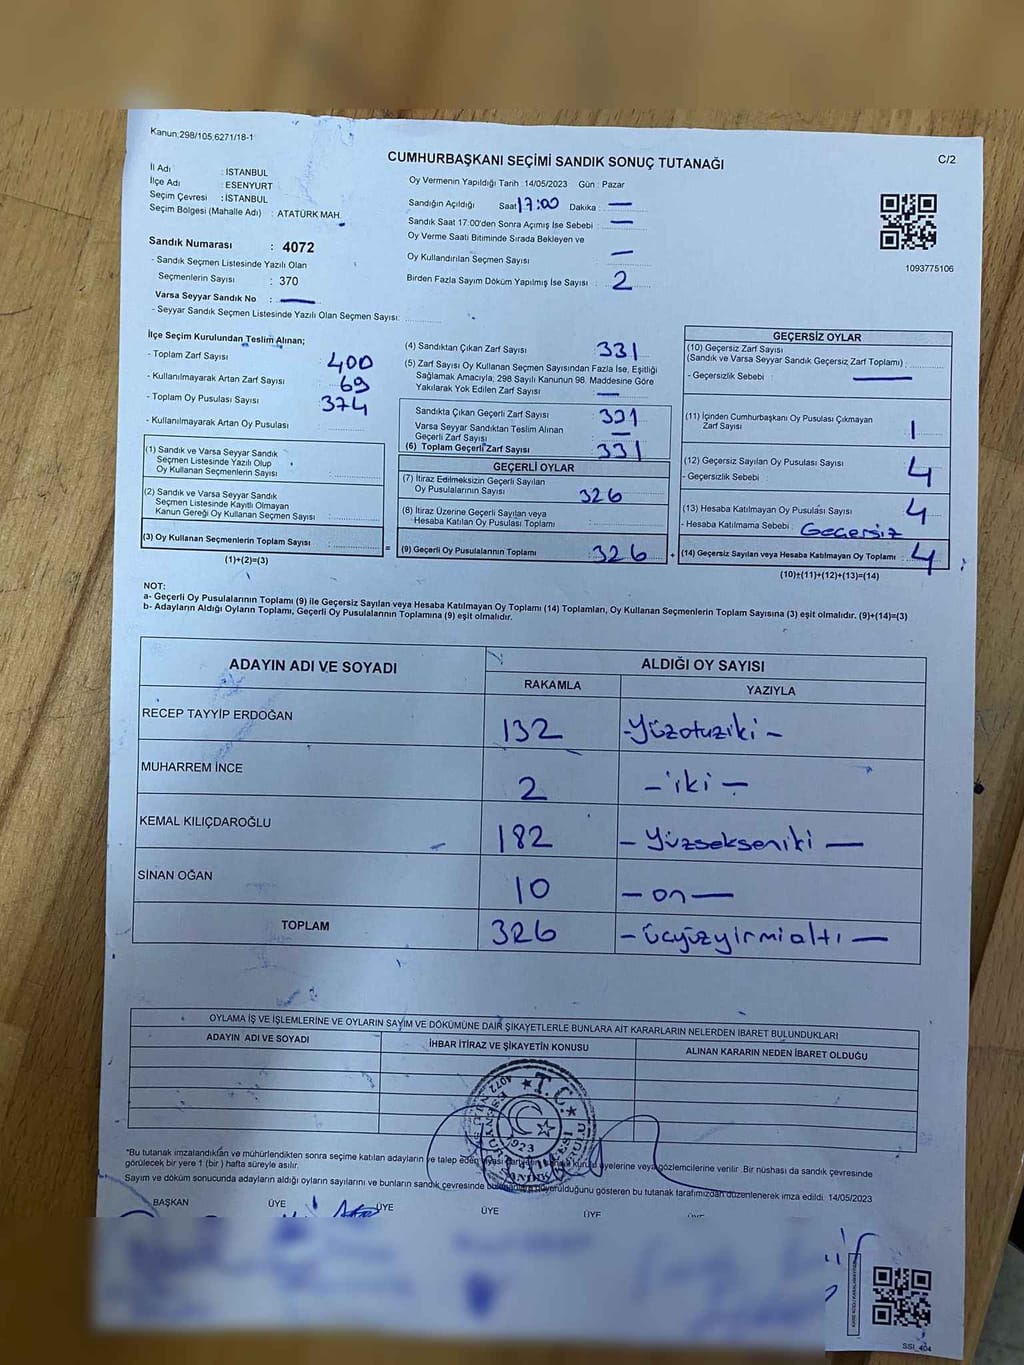 Kanun:298/105,6271/18-1
C/2
CUMHURBAŞKANI SEÇİMİ SANDIK SONUÇ TUTANAĞI
İl Adı : İSTANBUL
İlçe Adı : ESENYURT
Seçim Çevresi : İSTANBUL
Seçim Bölgesi (Mahalle Adı) : ATATÜRK MAH.
Sandık Numarası : 4072
- Sandık Seçmen Listesinde Yazılı Olan
Seçmenlerin Sayısı : 370
Varsa Seyyar Sandık No : —
- Seyyar Sandık Seçmen Listesinde Yazılı Olan Seçmen Sayısı:
Oy Vermenin Yapıldığı Tarih :14/05/2023 Gün : Pazar
Sandığın Açıldığı Saat 17:00 Dakika : —
Sandık Saat 17.00'den Sonra Açımış İse Sebebi : —
Oy Verme Saati Bitiminde Sırada Bekleyen ve
Oy Kullandırılan Seçmen Sayısı —
Birden Fazla Sayım Döküm Yapılmış İse Sayısı : 2
1093775106
İlçe Seçim Kurulundan Teslim Alınan;
- Toplam Zarf Sayısı 400
- Kullanılmayarak Artan Zarf Sayısı 69
- Toplam Oy Pusulası Sayısı 374
- Kullanılmayarak Artan Oy Pusulası
(1) Sandık ve Varsa Seyyar Sandık
Seçmen Listesinde Yazılı Olup
Oy Kullanan Seçmenlerin Sayısı
(2) Sandık ve Varsa Seyyar Sandık
Seçmen Listesinde Kayıtlı Olmayan
Kanun Gereği Oy Kullanan Seçmen Sayısı
(3) Oy Kullanan Seçmenlerin Toplam Sayısı :
(1)+(2)=(3)
(4) Sandıktan Çıkan Zarf Sayısı 331
(5) Zarf Sayısı Oy Kullanan Seçmen Sayısından Fazla İse, Eşitliği
Sağlamak Amacıyla; 298 Sayılı Kanunun 98. Maddesine Göre
Yakılarak Yok Edilen Zarf Sayısı : —
Sandıkta Çıkan Geçerli Zarf Sayısı 331
Varsa Seyyar Sandıktan Teslim Alınan
Geçerli Zarf Sayısı —
(6) Toplam Geçerli Zarf Sayısı 331
GEÇERLİ OYLAR
(7) İtiraz Edilmeksizin Geçerli Sayılan
Oy Pusulalarının Sayısı 326
(8) İtiraz Üzerine Geçerli Sayılan veya
Hesaba Katılan Oy Pusulası Toplamı
(9) Geçerli Oy Pusulalarının Toplamı 326
GEÇERSİZ OYLAR
(10) Geçersiz Zarf Sayısı
(Sandık ve Varsa Seyyar Sandık Geçersiz Zarf Toplamı) :
- Geçersizlik Sebebi : —
(11) İçinden Cumhurbaşkanı Oy Pusulası Çıkmayan
Zarf Sayısı 1
(12) Geçersiz Sayılan Oy Pusulası Sayısı 4
- Geçersizlik Sebebi :
(13) Hesaba Katılmayan Oy Pusulası Sayısı 4
- Hesaba Katılmama Sebebi : Geçersiz
(14) Geçersiz Sayılan veya Hesaba Katılmayan Oy Toplamı : 4
(10)+(11)+(12)+(13)=(14)
NOT:
a- Geçerli Oy Pusulalarının Toplamı (9) ile Geçersiz Sayılan veya Hesaba Katılmayan Oy Toplamı (14) Toplamları, Oy Kullanan Seçmenlerin Toplam Sayısına (3) eşit olmalıdır. (9)+(14)=(3)
b- Adayların Aldığı Oyların Toplamı, Geçerli Oy Pusulalarının Toplamına (9) eşit olmalıdır.
ADAYIN ADI VE SOYADI ALDIĞI OY SAYISI
RAKAMLA YAZIYLA
RECEP TAYYİP ERDOĞAN 132 -Yüzotuziki-
MUHARREM İNCE 2 -iki-
KEMAL KILIÇDAROĞLU 182 -Yüzsekseniki-
SİNAN OĞAN 10 -on-
TOPLAM 326 -üçyüzyirmialtı-
OYLAMA İŞ VE İŞLEMLERİNE VE OYLARIN SAYIM VE DÖKÜMÜNE DAİR ŞİKAYETLERLE BUNLARA AİT KARARLARIN NELERDEN İBARET BULUNDUKLARI
ADAYIN ADI VE SOYADI İHBAR İTİRAZ VE ŞİKAYETİN KONUSU ALINAN KARARIN NEDEN İBARET OLDUĞU
T.C.
1923
*Bu tutanak imzalandıktan ve mühürlendikten sonra seçime katılan adayların ve talep eden siyasi kurul üyelerine veya gözlemcilerine verilir. Bir nüshası da sandık çevresinde
görülecek bir yere 1 (bir) hafta süreyle asılır.
Sayım ve döküm sonucunda adayların aldığı oyların sayılarını ve bunların sandık çevresinde duyurulduğunu gösteren bu tutanak tarafımızdan düzenlenerek imza edildi. 14/05/2023
BAŞKAN ÜYE ÜYE ÜYE ÜYE ÜYE
SSI_404